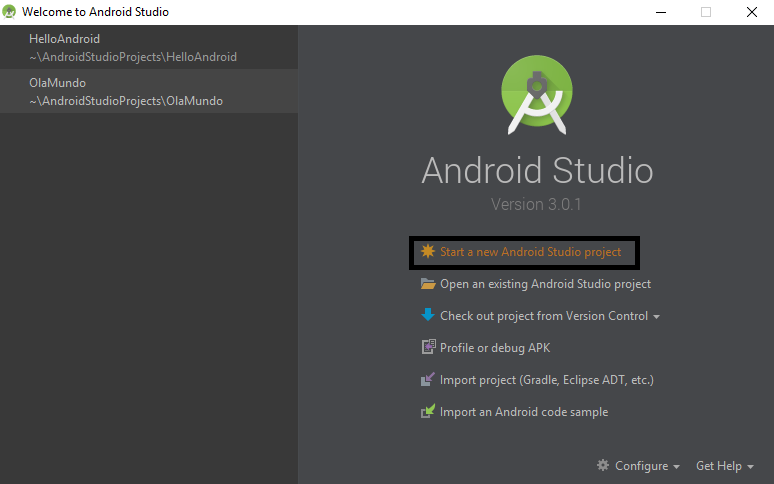 Welcome to Android Studio
HelloAndroid
~\AndroidStudioProjects\HelloAndroid
OlaMundo
~\AndroidStudioProjects\OlaMundo
Android Studio
Version 3.0.1
Start a new Android Studio project
Open an existing Android Studio project
Check out project from Version Control
Profile or debug APK
Import project (Gradle, Eclipse ADT, etc.)
Import an Android code sample
Configure Get Help